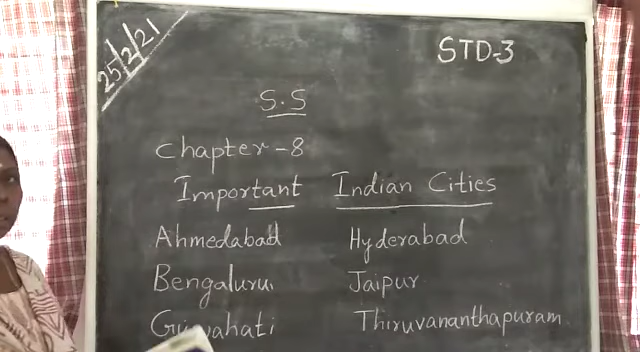 25/2/21
STD-3
S.S
Chapter-8
Important Indian Cities
Ahmedabad Hyderabad
Bengaluru Jaipur
Guwahati Thiruvananthapuram